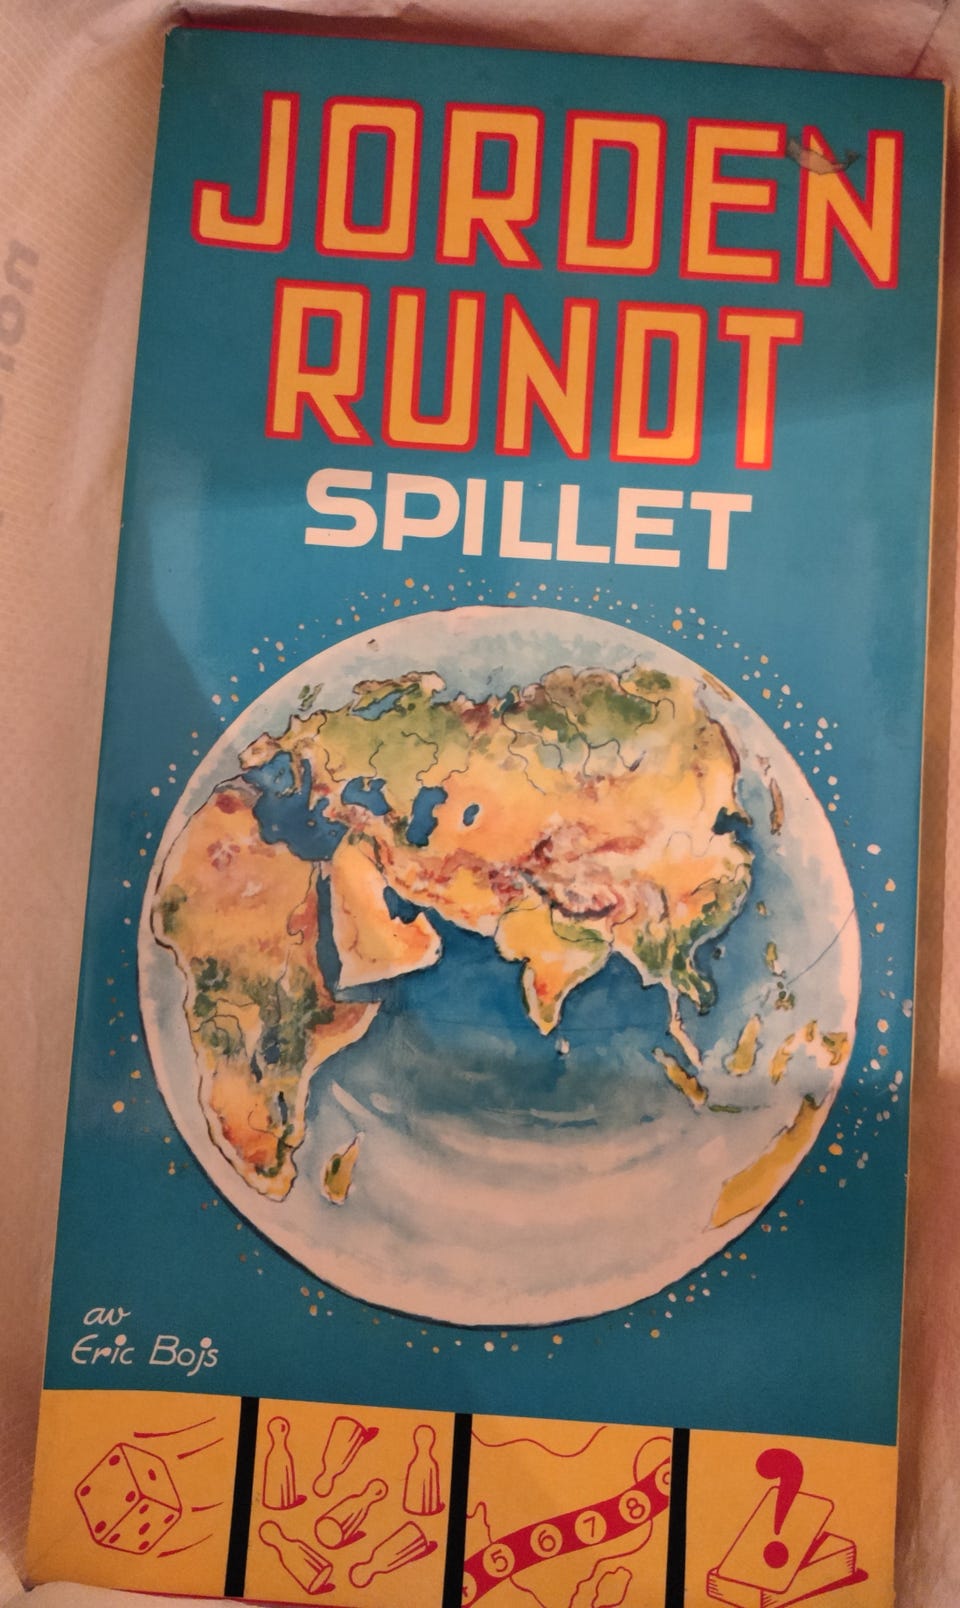 JORDEN
RUNDT
SPILLET
av
Eric Bojs
5 6 7 8
?